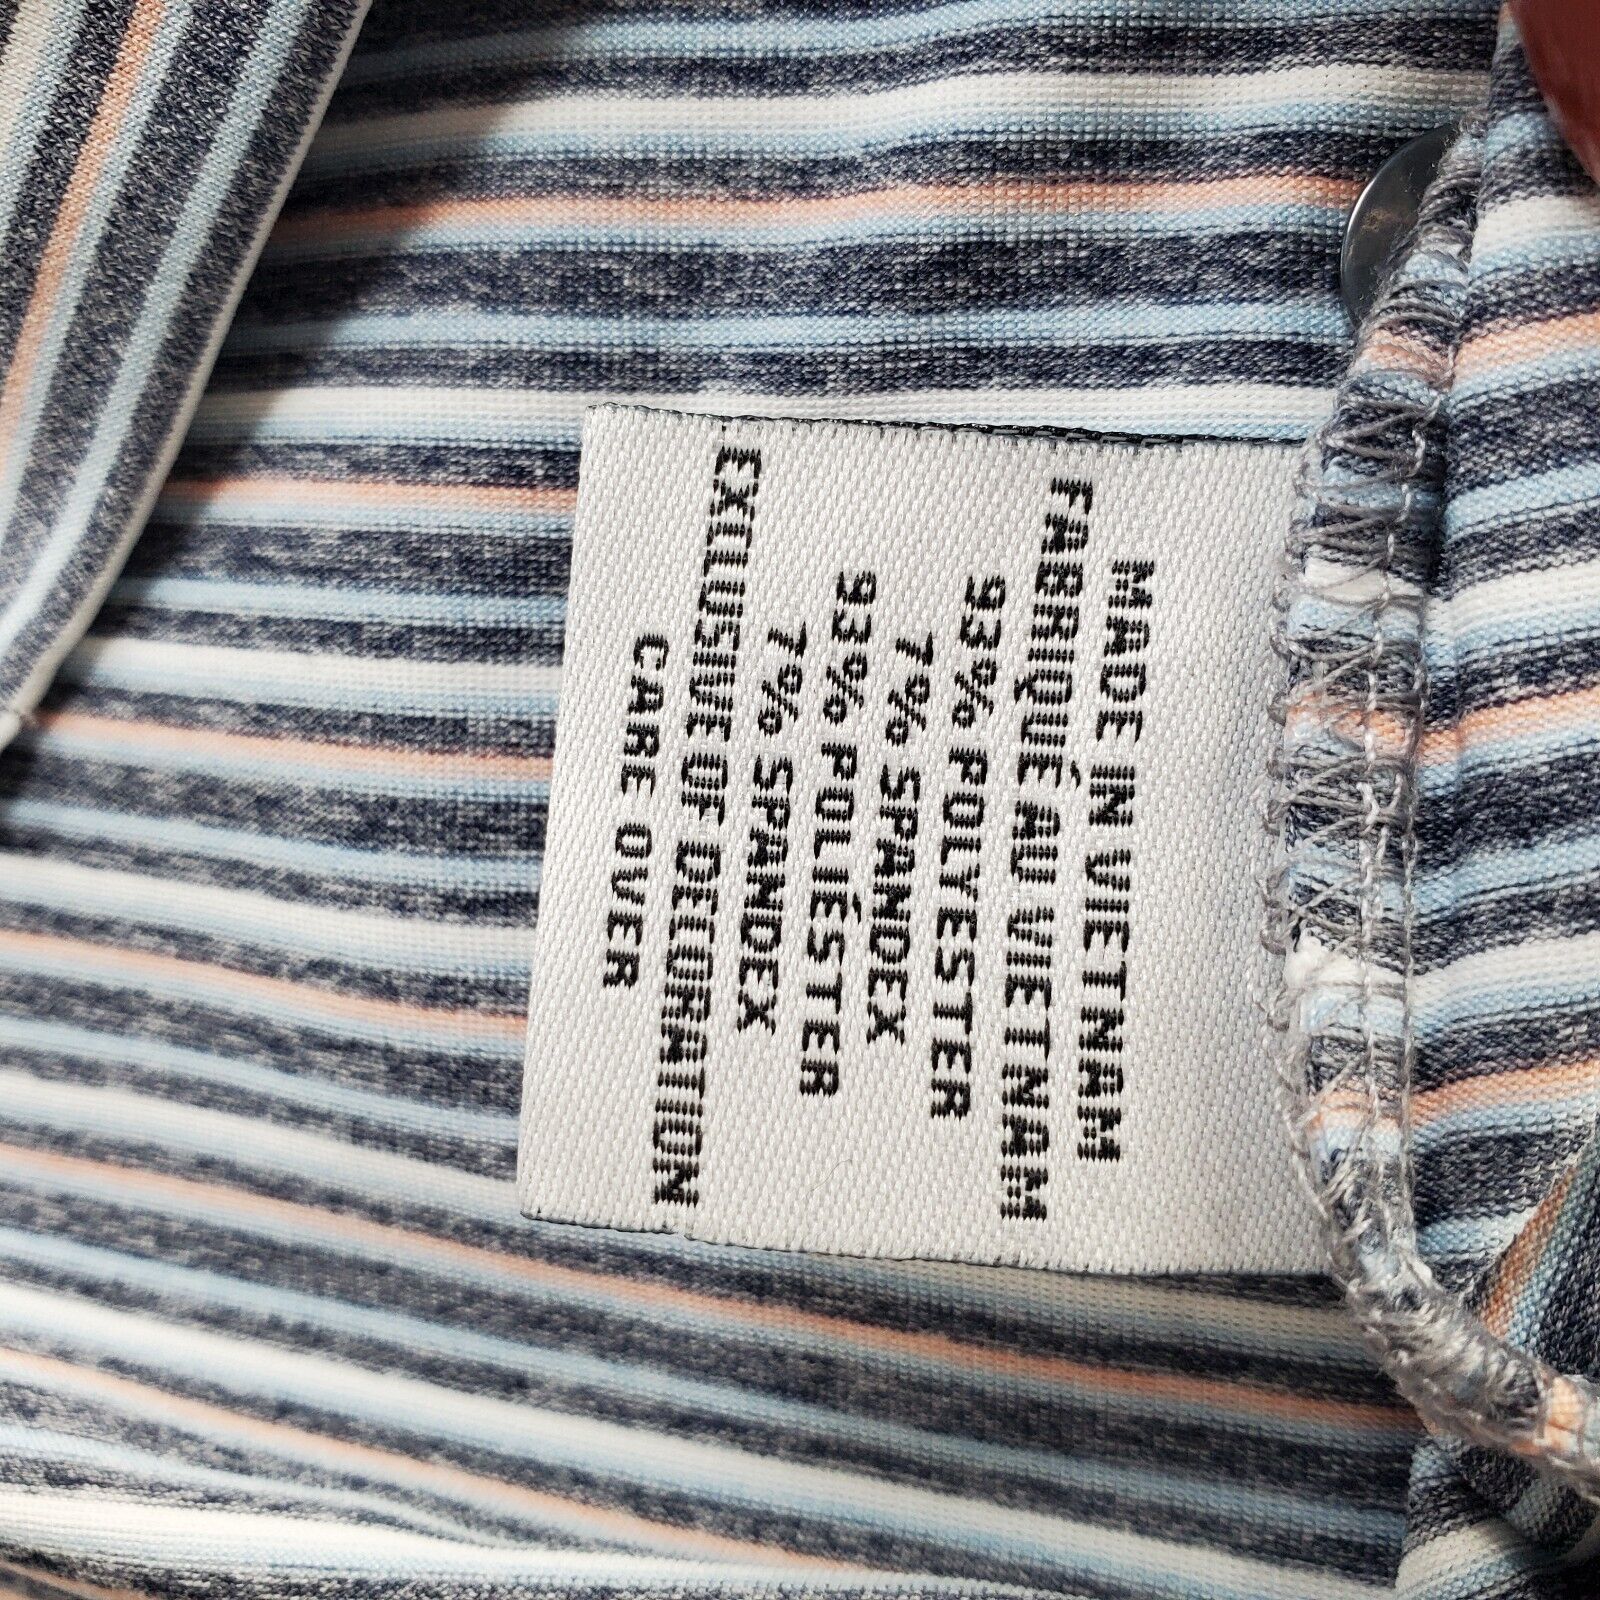 MADE IN VIETNAM
FABRIQUÉ AU VIETNAM
93% POLYESTER
7% SPANDEX
93% POLIÉSTER
7% SPANDEX
EXCLUSIVE OF DECORATION
CARE OVER